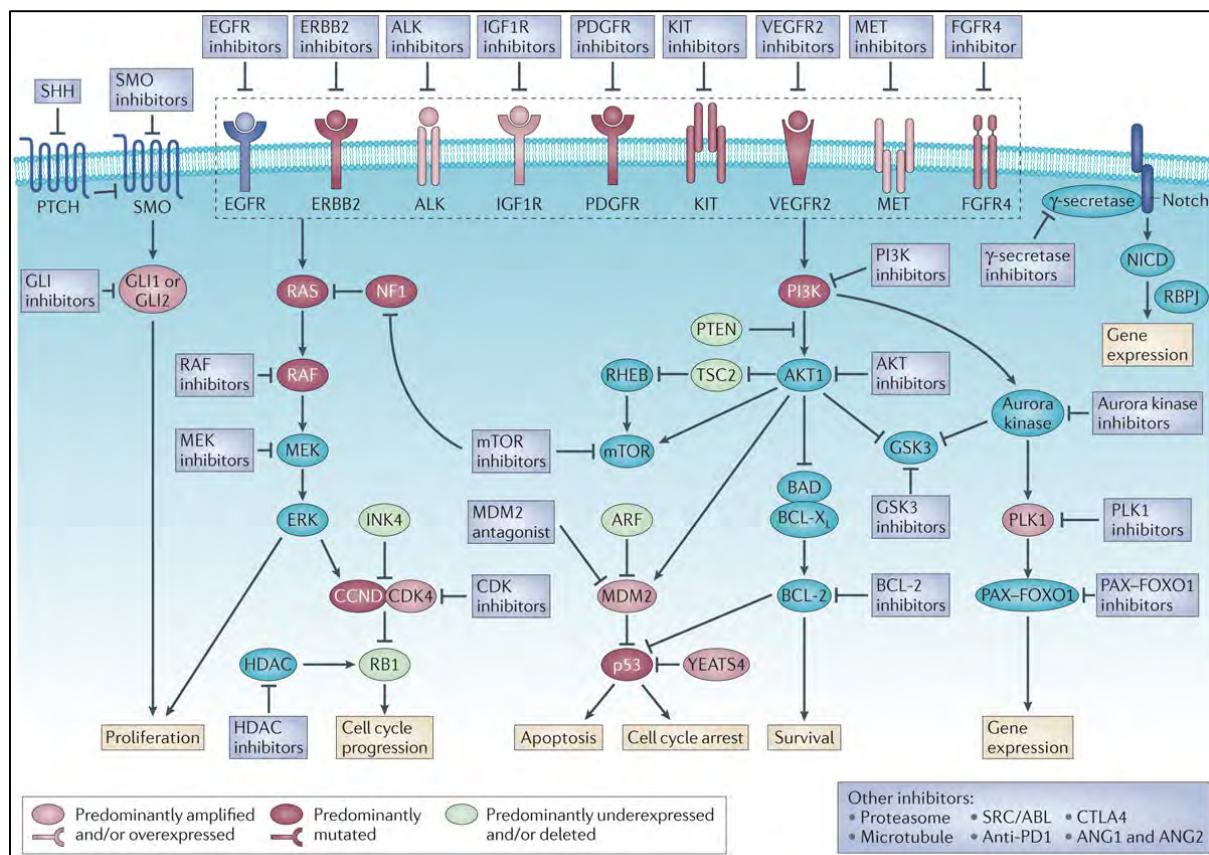 EGFR
inhibitors
ERBB2
inhibitors
ALK
inhibitors
IGF1R
inhibitors
PDGFR
inhibitors
KIT
inhibitors
VEGFR2
inhibitors
MET
inhibitors
FGFR4
inhibitor
SHH
SMO
inhibitors
PTCH
SMO
EGFR
ERBB2
ALK
IGF1R
PDGFR
KIT
VEGFR2
MET
FGFR4
γ-secretase
Notch
GLI
inhibitors
GLI1 or
GLI2
RAS
NF1
PI3K
PI3K
inhibitors
γ-secretase
inhibitors
NICD
RBPJ
Gene
expression
PTEN
RAF
inhibitors
RAF
RHEB
TSC2
AKT1
AKT
inhibitors
Aurora
kinase
Aurora kinase
inhibitors
MEK
inhibitors
MEK
mTOR
inhibitors
mTOR
GSK3
BAD
BCL-XL
GSK3
inhibitors
ERK
INK4
MDM2
antagonist
ARF
PLK1
PLK1
inhibitors
CCND
CDK4
CDK
inhibitors
MDM2
BCL-2
BCL-2
inhibitors
PAX–FOXO1
PAX–FOXO1
inhibitors
HDAC
RB1
p53
YEATS4
Proliferation
HDAC
inhibitors
Cell cycle
progression
Apoptosis
Cell cycle arrest
Survival
Gene
expression
Predominantly amplified
and/or overexpressed
Predominantly
mutated
Predominantly underexpressed
and/or deleted
Other inhibitors:
• Proteasome • SRC/ABL • CTLA4
• Microtubule • Anti-PD1 • ANG1 and ANG2